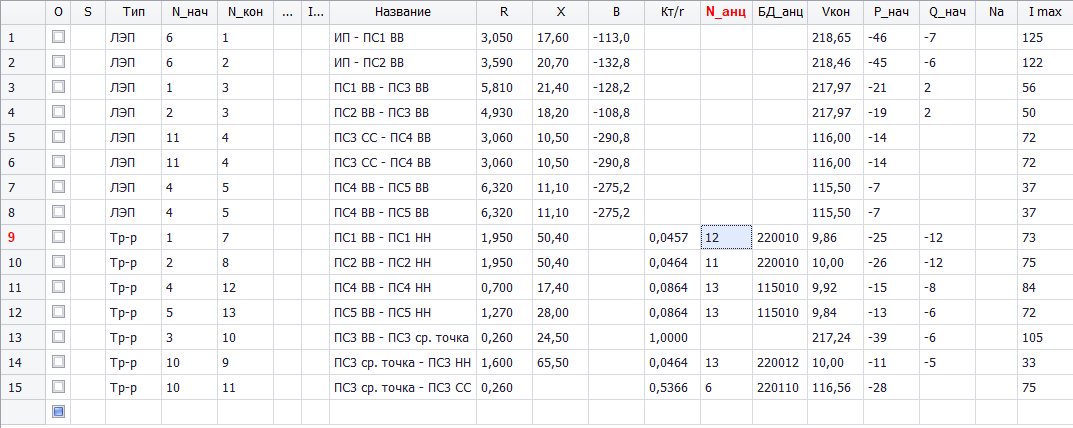 O S Тип N_нач N_кон ... I... Название R X B Кт/r N_анц БД_анц Vкон P_нач Q_нач Na I max
1 ЛЭП 6 1 ИП - ПС1 ВВ 3,050 17,60 -113,0 218,65 -46 -7 125
2 ЛЭП 6 2 ИП - ПС2 ВВ 3,590 20,70 -132,8 218,46 -45 -6 122
3 ЛЭП 1 3 ПС1 ВВ - ПС3 ВВ 5,810 21,40 -128,2 217,97 -21 2 56
4 ЛЭП 2 3 ПС2 ВВ - ПС3 ВВ 4,930 18,20 -108,8 217,97 -19 2 50
5 ЛЭП 11 4 ПС3 СС - ПС4 ВВ 3,060 10,50 -290,8 116,00 -14 72
6 ЛЭП 11 4 ПС3 СС - ПС4 ВВ 3,060 10,50 -290,8 116,00 -14 72
7 ЛЭП 4 5 ПС4 ВВ - ПС5 ВВ 6,320 11,10 -275,2 115,50 -7 37
8 ЛЭП 4 5 ПС4 ВВ - ПС5 ВВ 6,320 11,10 -275,2 115,50 -7 37
9 Тр-р 1 7 ПС1 ВВ - ПС1 НН 1,950 50,40 0,0457 12 220010 9,86 -25 -12 73
10 Тр-р 2 8 ПС2 ВВ - ПС2 НН 1,950 50,40 0,0464 11 220010 10,00 -26 -12 75
11 Тр-р 4 12 ПС4 ВВ - ПС4 НН 0,700 17,40 0,0864 13 115010 9,92 -15 -8 84
12 Тр-р 5 13 ПС5 ВВ - ПС5 НН 1,270 28,00 0,0864 13 115010 9,84 -13 -6 72
13 Тр-р 3 10 ПС3 ВВ - ПС3 ср. точка 0,260 24,50 1,0000 217,24 -39 -6 105
14 Тр-р 10 9 ПС3 ср. точка - ПС3 НН 1,600 65,50 0,0464 13 220012 10,00 -11 -5 33
15 Тр-р 10 11 ПС3 ср. точка - ПС3 СС 0,260 0,5366 6 220110 116,56 -28 75